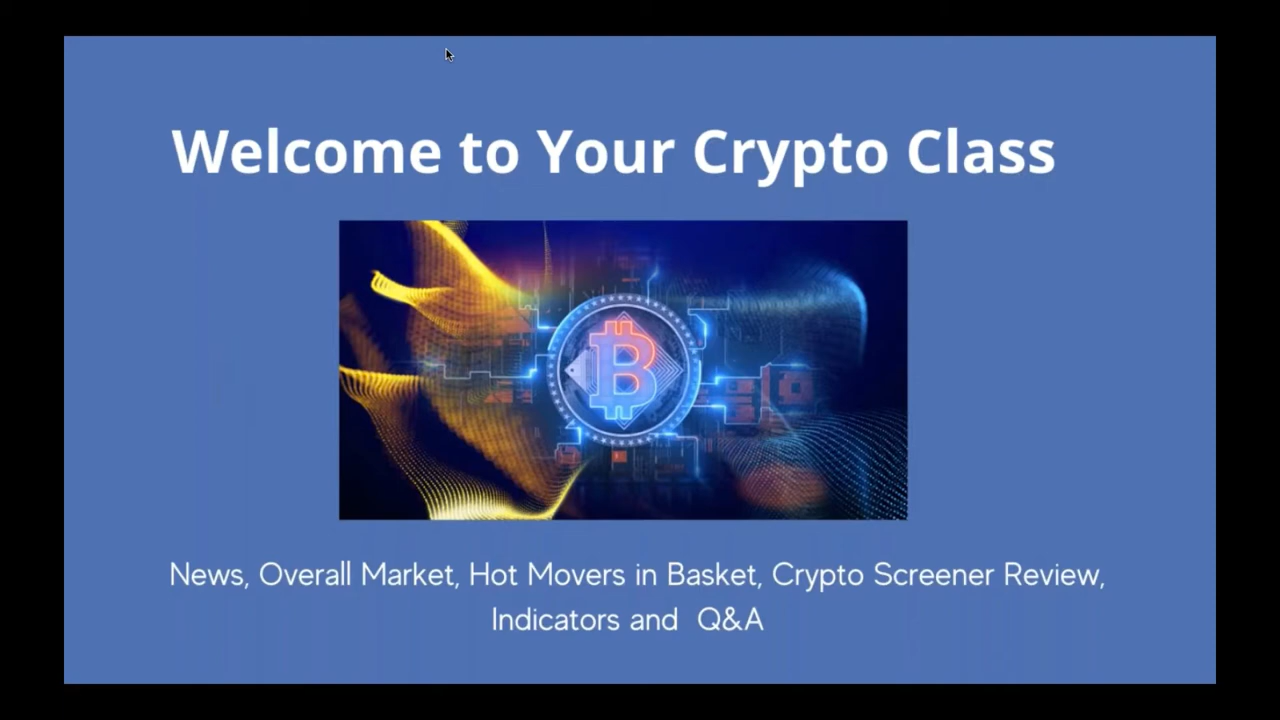 Welcome to Your Crypto Class
News, Overall Market, Hot Movers in Basket, Crypto Screener Review,
Indicators and  Q&A